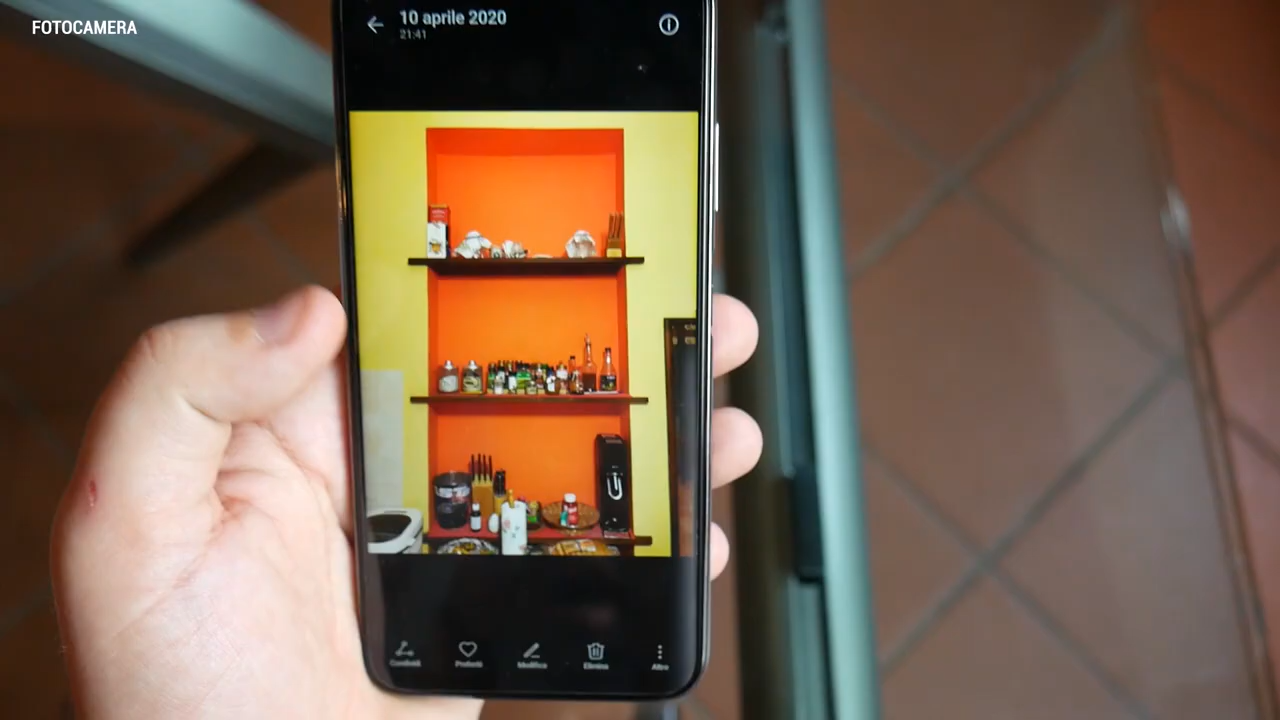 FOTOCAMERA
10 aprile 2020
21:41
Condividi
Preferiti
Modifica
Elimina
Altro